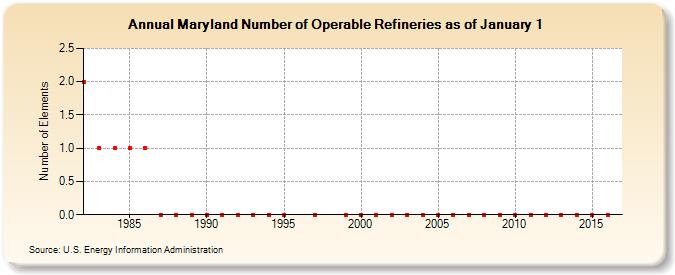 Annual Maryland Number of Operable Refineries as of January 1
Number of Elements
2.5
2.0
1.5
1.0
0.5
0.0
1985 1990 1995 2000 2005 2010 2015
Source: U.S. Energy Information Administration